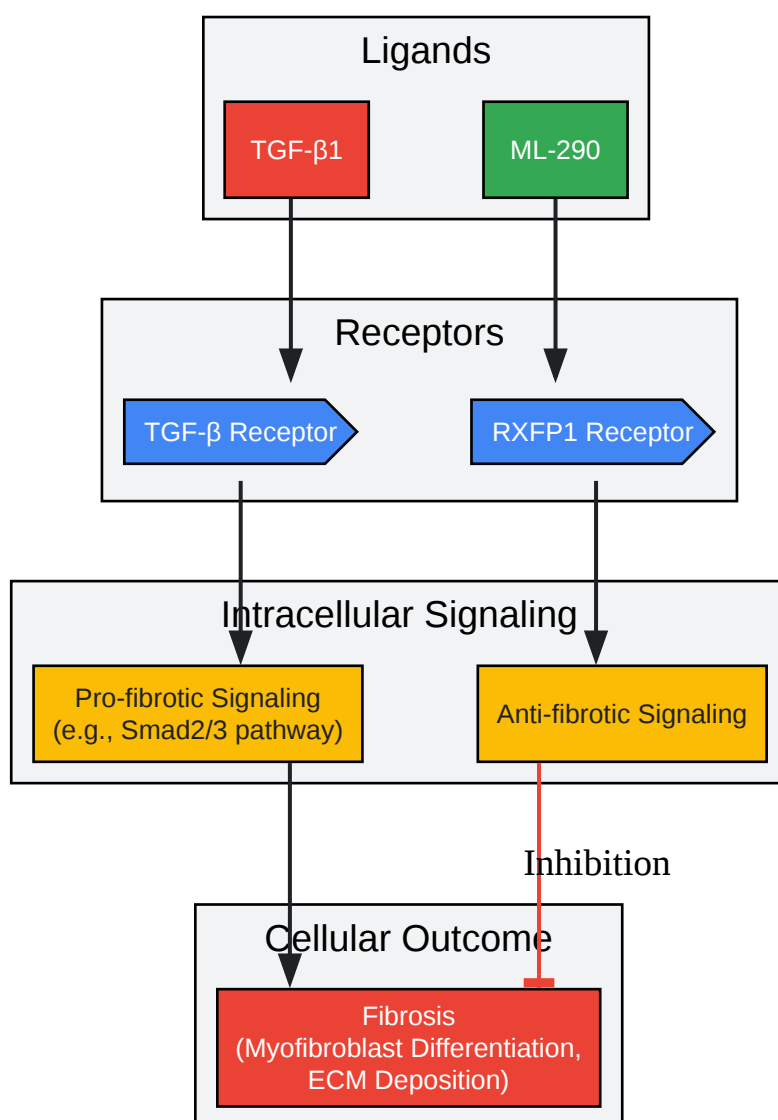 Ligands
TGF-β1
ML-290
Receptors
TGF-β Receptor
RXFP1 Receptor
Intracellular Signaling
Pro-fibrotic Signaling
(e.g., Smad2/3 pathway)
Anti-fibrotic Signaling
Inhibition
Cellular Outcome
Fibrosis
(Myofibroblast Differentiation,
ECM Deposition)